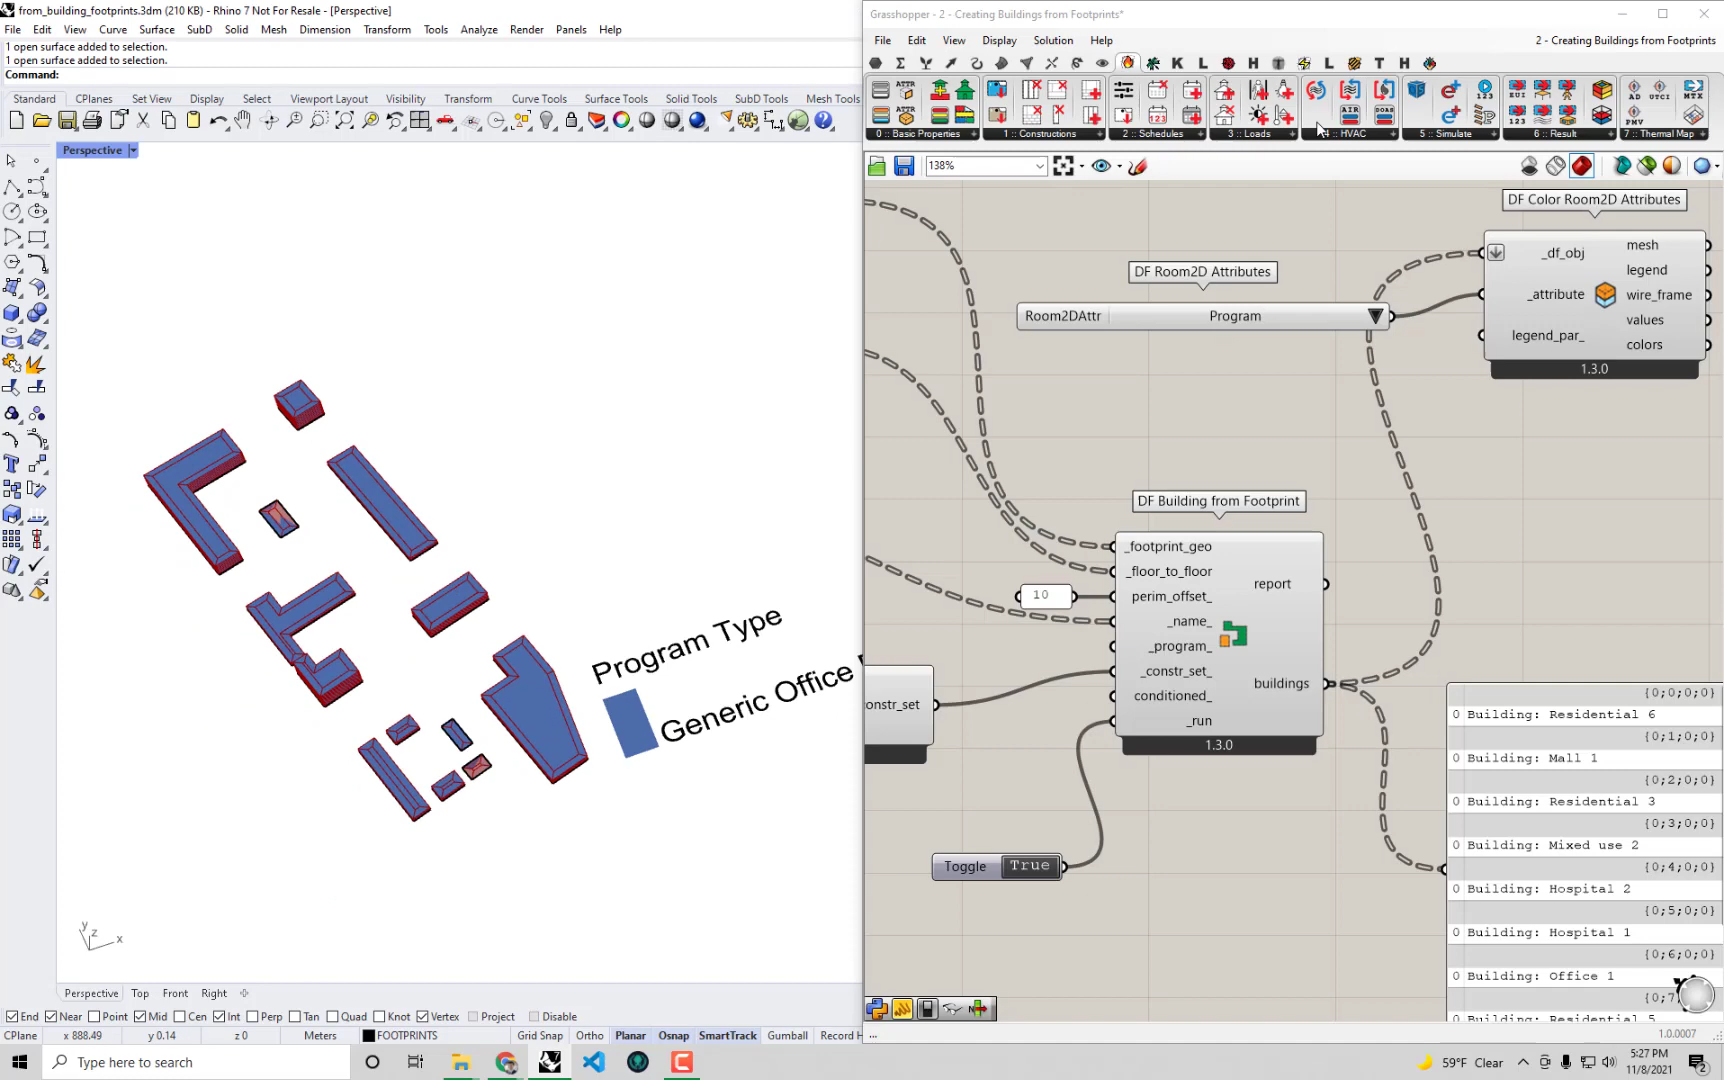 from_building_footprints.3dm (210 KB) - Rhino 7 Not For Resale - [Perspective]
File Edit View Curve Surface SubD Solid Mesh Dimension Transform Tools Analyze Render Panels Help
1 open surface added to selection.
1 open surface added to selection.
Command:
Standard CPlanes Set View Display Select Viewport Layout Visibility Transform Curve Tools Surface Tools Solid Tools SubD Tools Mesh Tools
Perspective
Program Type
Generic Office
y
z
x
Perspective Top Front Right
End Near Point Mid Cen Int Perp Tan Quad Knot Vertex Project Disable
CPlane x 888.49 y 0.14 z 0 Meters FOOTPRINTS Grid Snap Ortho Planar Osnap SmartTrack Gumball Record H
Grasshopper - 2 - Creating Buildings from Footprints*
File Edit View Display Solution Help
2 - Creating Buildings from Footprints
K L H T L T H
0 :: Basic Properties
1 :: Constructions
2 :: Schedules
3 :: Loads
4 :: HVAC
5 :: Simulate
6 :: Result
7 :: Thermal Map
138%
DF Color Room2D Attributes
_df_obj
_attribute
legend_par_
mesh
legend
wire_frame
values
colors
1.3.0
DF Room2D Attributes
Room2DAttr Program
DF Building from Footprint
_footprint_geo
_floor_to_floor
perim_offset_
_name_
_program_
_constr_set_
conditioned_
_run
report
buildings
1.3.0
10
onstr_set
Toggle True
{0;0;0;0}
0 Building: Residential 6
{0;1;0;0}
0 Building: Mall 1
{0;2;0;0}
0 Building: Residential 3
{0;3;0;0}
0 Building: Mixed use 2
{0;4;0;0}
0 Building: Hospital 2
{0;5;0;0}
0 Building: Hospital 1
{0;6;0;0}
0 Building: Office 1
{0;7;
0 Building: Residential 5
...
1.0.0007
Type here to search
59°F Clear
5:27 PM
11/8/2021
2